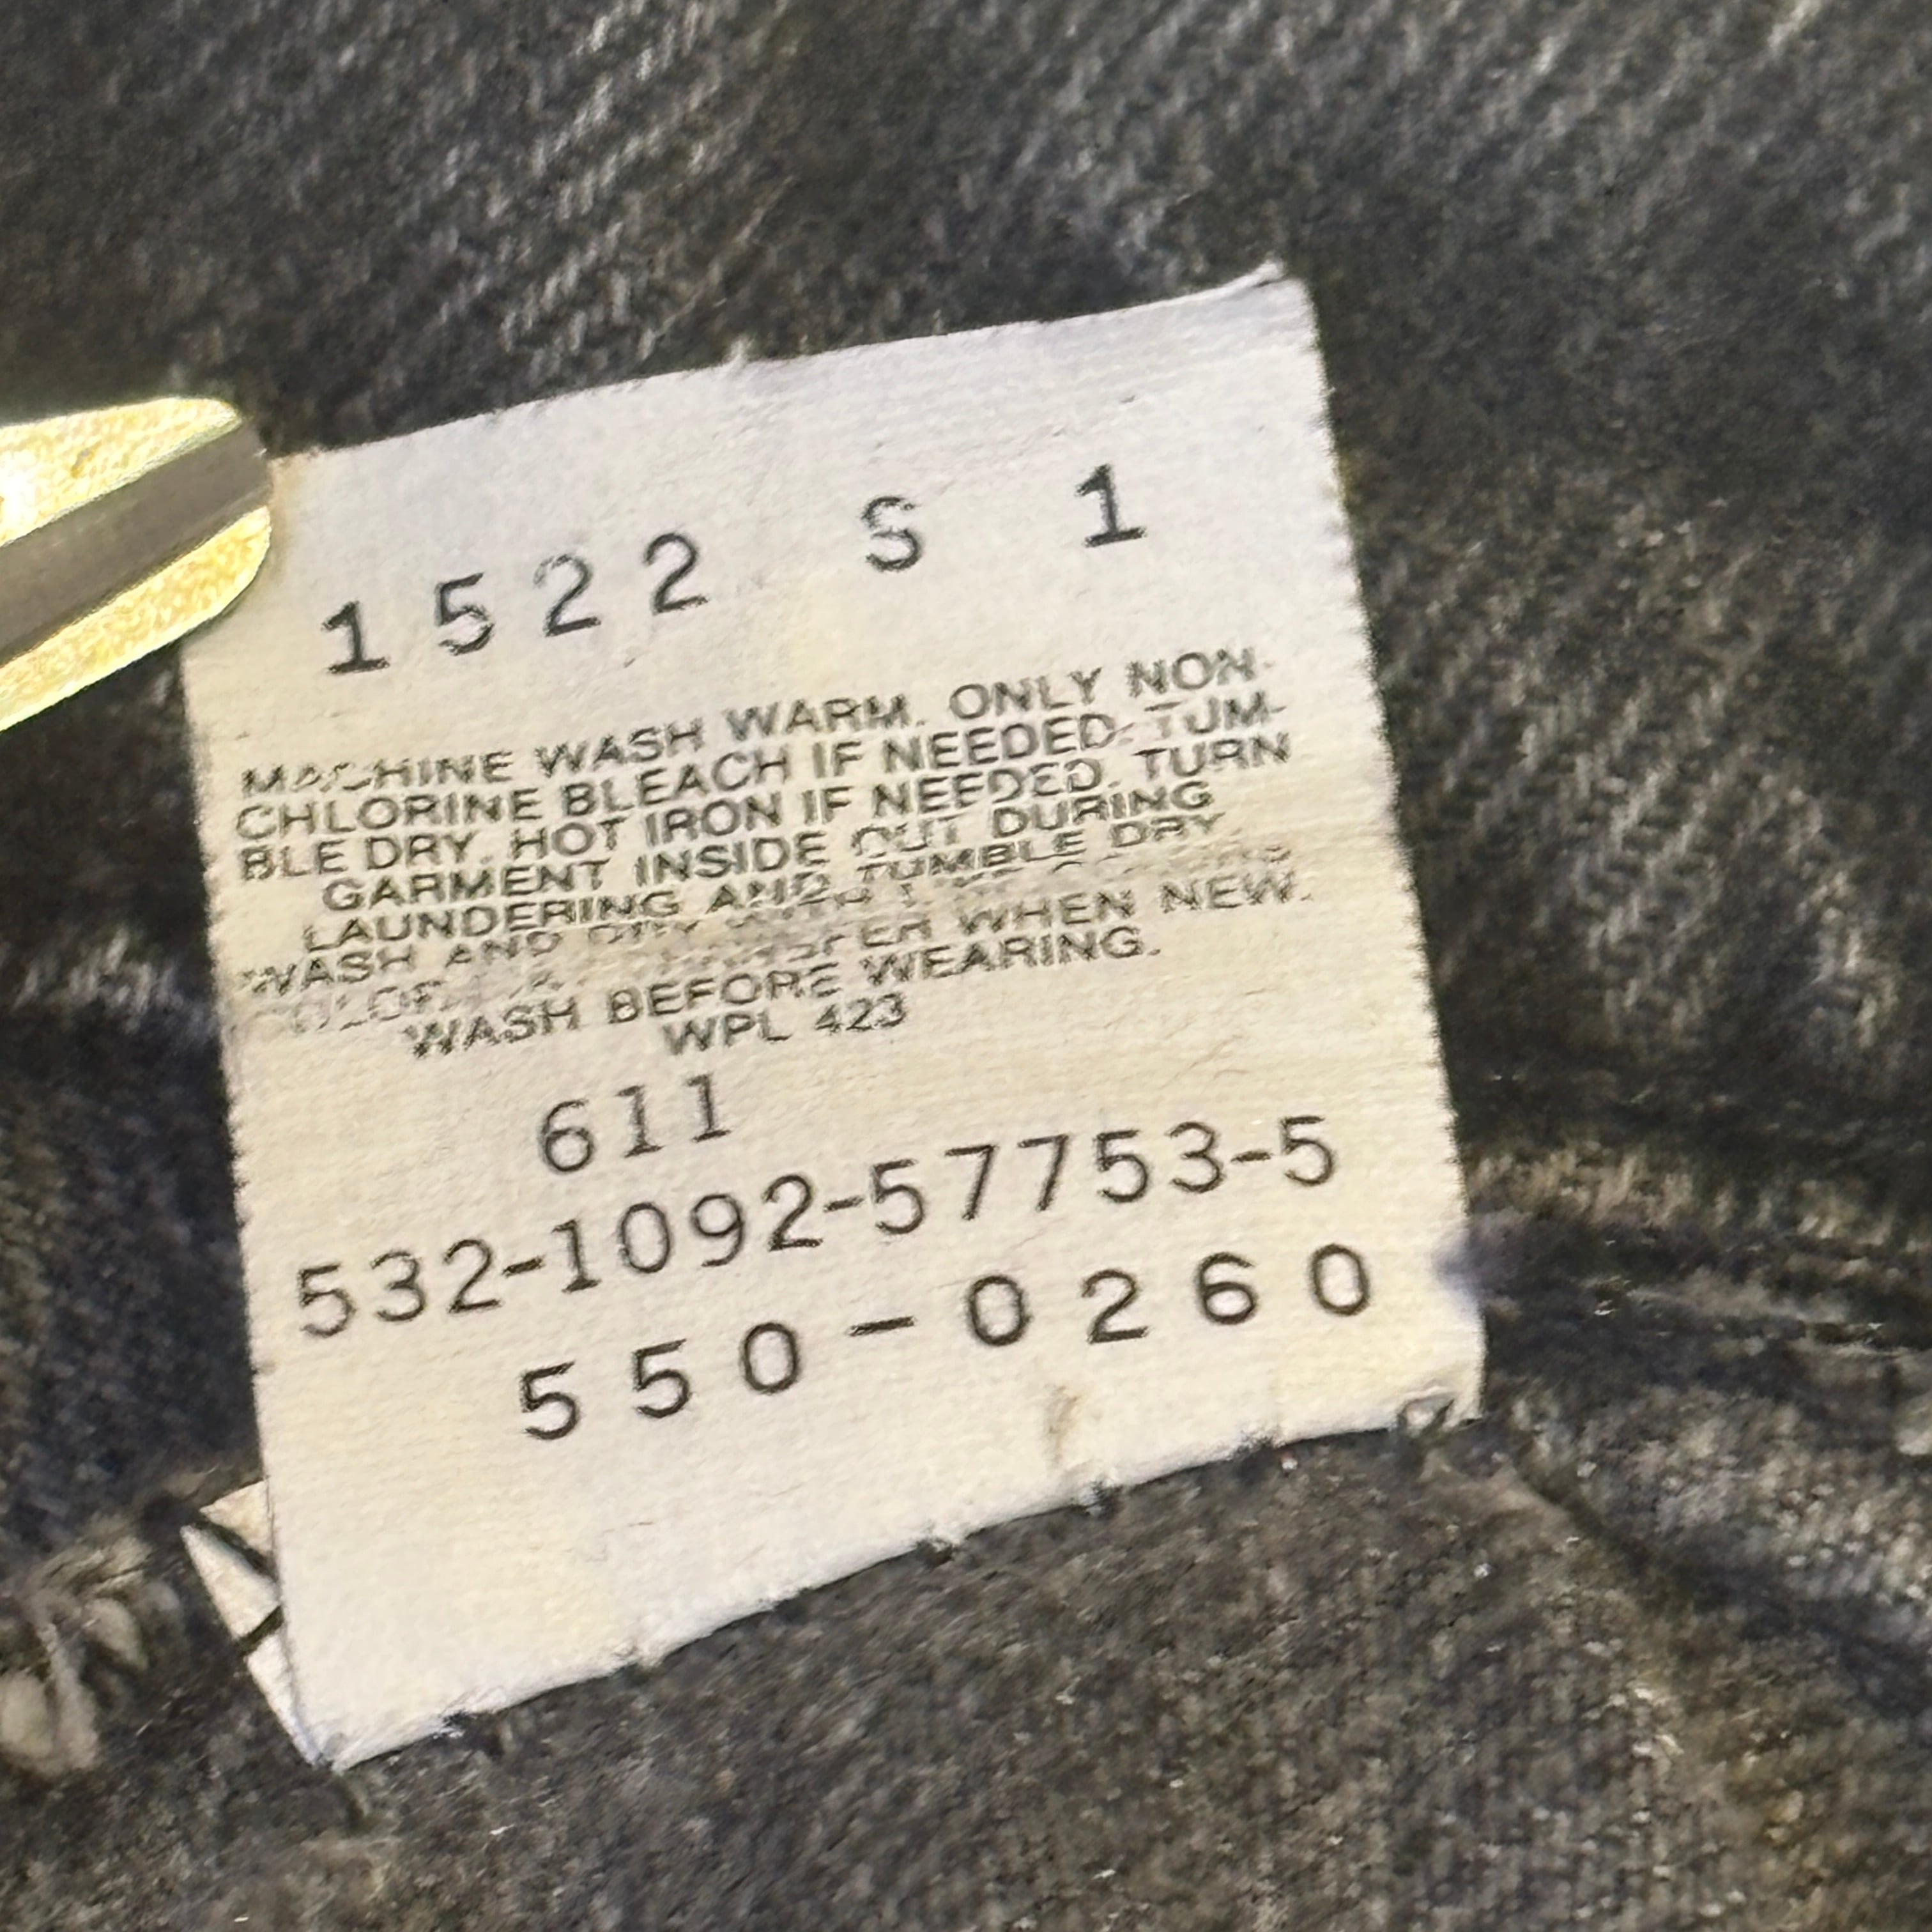 1522 S 1
MACHINE WASH WARM. ONLY NON-
CHLORINE BLEACH IF NEEDED. TUM-
BLE DRY. HOT IRON IF NEEDED. TURN
GARMENT INSIDE OUT DURING
LAUNDERING AND TUMBLE DRY.
WASH AND DRY WITH
WHEN NEW.
WASH BEFORE WEARING.
WPL 423
611
532-1092-57753-5
550-0260